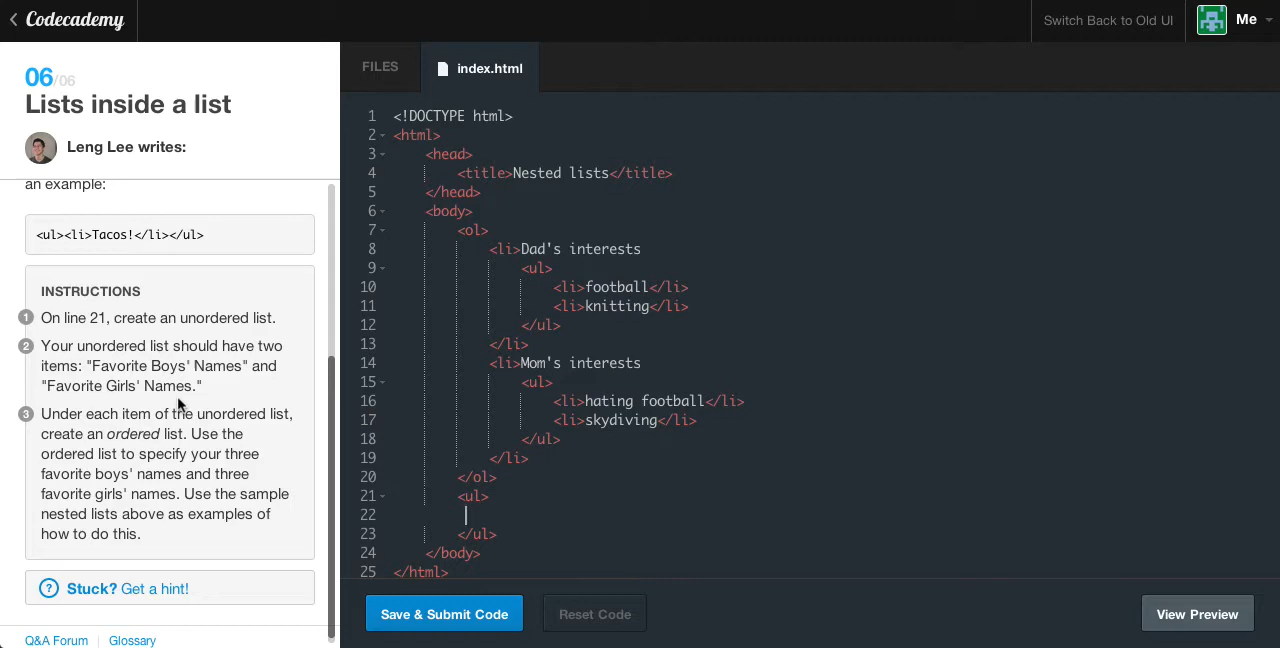 Codecademy
Switch Back to Old UI
Me
06/06
Lists inside a list
Leng Lee writes:
an example:
<ul><li>Tacos!</li></ul>
INSTRUCTIONS
1 On line 21, create an unordered list.
2 Your unordered list should have two
items: "Favorite Boys' Names" and
"Favorite Girls' Names."
3 Under each item of the unordered list,
create an ordered list. Use the
ordered list to specify your three
favorite boys' names and three
favorite girls' names. Use the sample
nested lists above as examples of
how to do this.
? Stuck? Get a hint!
Q&A Forum
Glossary
FILES
index.html
1 <!DOCTYPE html>
2 <html>
3 <head>
4 <title>Nested lists</title>
5 </head>
6 <body>
7 <ol>
8 <li>Dad's interests
9 <ul>
10 <li>football</li>
11 <li>knitting</li>
12 </ul>
13 </li>
14 <li>Mom's interests
15 <ul>
16 <li>hating football</li>
17 <li>skydiving</li>
18 </ul>
19 </li>
20 </ol>
21 <ul>
22
23 </ul>
24 </body>
25 </html>
Save & Submit Code
Reset Code
View Preview